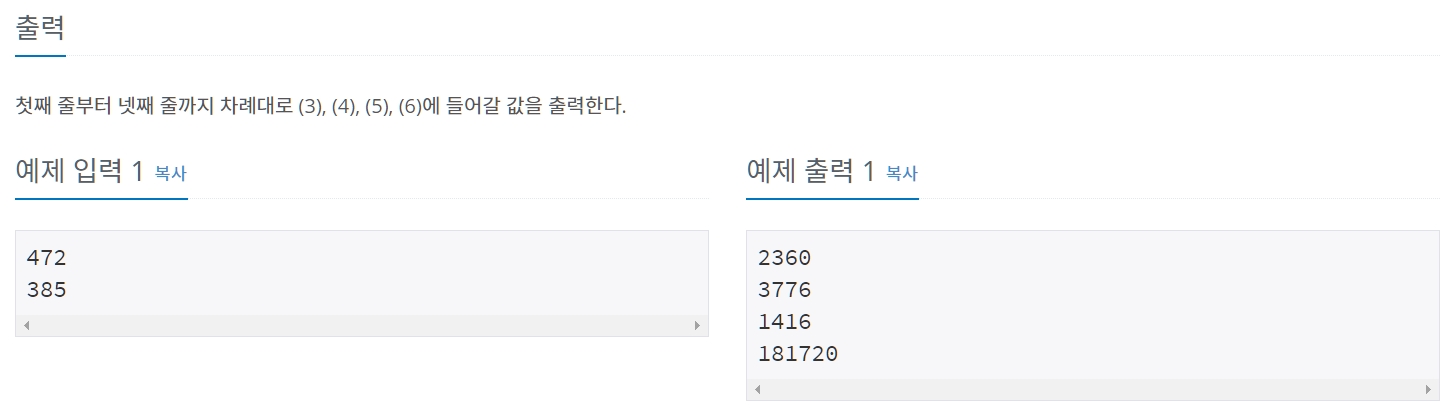 출력
첫째 줄부터 넷째 줄까지 차례대로 (3), (4), (5), (6)에 들어갈 값을 출력한다.
예제 입력 1 복사
472
385
예제 출력 1 복사
2360
3776
1416
181720